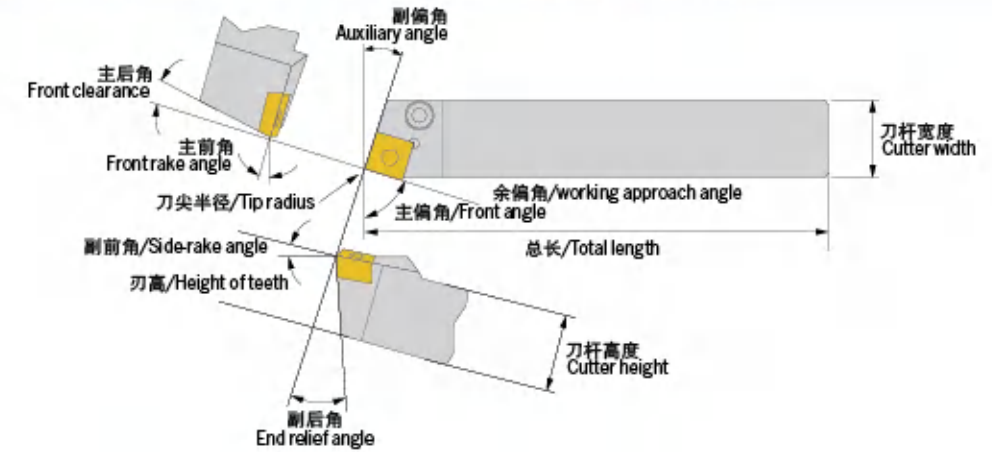 副偏角
Auxiliary angle
主后角
Front clearance
主前角
Front rake angle
刀尖半径/Tip radius
副前角/Side-rake angle
刃高/Height of teeth
余偏角/working approach angle
主偏角/Front angle
总长/Total length
刀杆宽度
Cutter width
刀杆高度
Cutter height
副后角
End relief angle